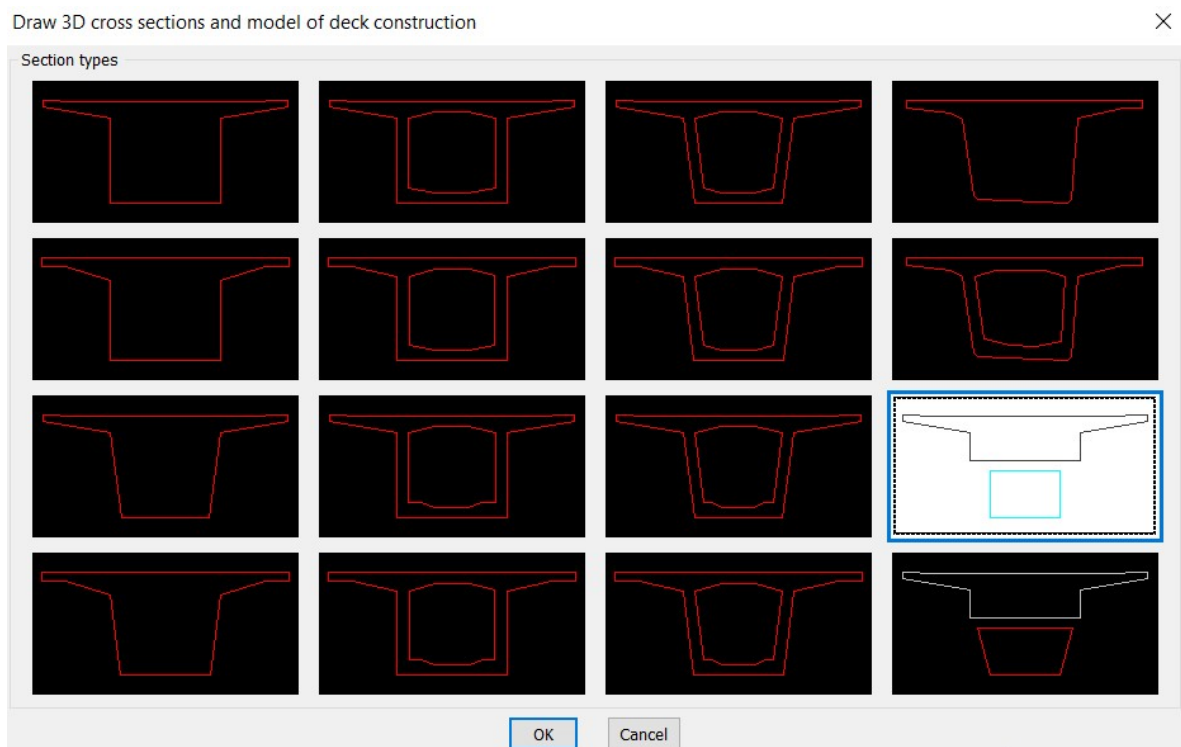 Draw 3D cross sections and model of deck construction
Section types
OK
Cancel